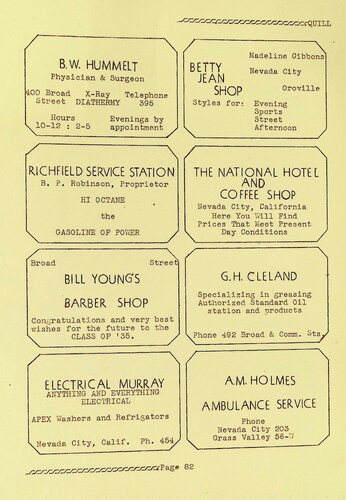 QUILL
B.W. HUMMELT
Physician & Surgeon
400 Broad X-Ray Telephone
Street DIATHERMY 395
Hours Evenings by
10-12 : 2-5 appointment
Madeline Gibbons
BETTY
JEAN
SHOP
Nevada City
Oroville
Styles for: Evening
Sports
Street
Afternoon
RICHFIELD SERVICE STATION
B. P. Robinson, Proprietor
HI OCTANE
the
GASOLINE OF POWER
THE NATIONAL HOTEL
AND
COFFEE SHOP
Nevada City, California
Here You Will Find
Prices That Meet Present
Day Conditions
Broad Street
BILL YOUNG'S
BARBER SHOP
Congratulations and very best
wishes for the future to the
CLASS OF '35.
G.H. CLELAND
Specializing in greasing
Authorized Standard Oil
station and products
Phone 492 Broad & Comm. Sts.
ELECTRICAL MURRAY
ANYTHING AND EVERYTHING
ELECTRICAL
APEX Washers and Refrigators
Nevada City, Calif. Ph. 454
A.M. HOLMES
AMBULANCE SERVICE
Phone
Nevada City 203
Grass Valley 56-W
Page 82